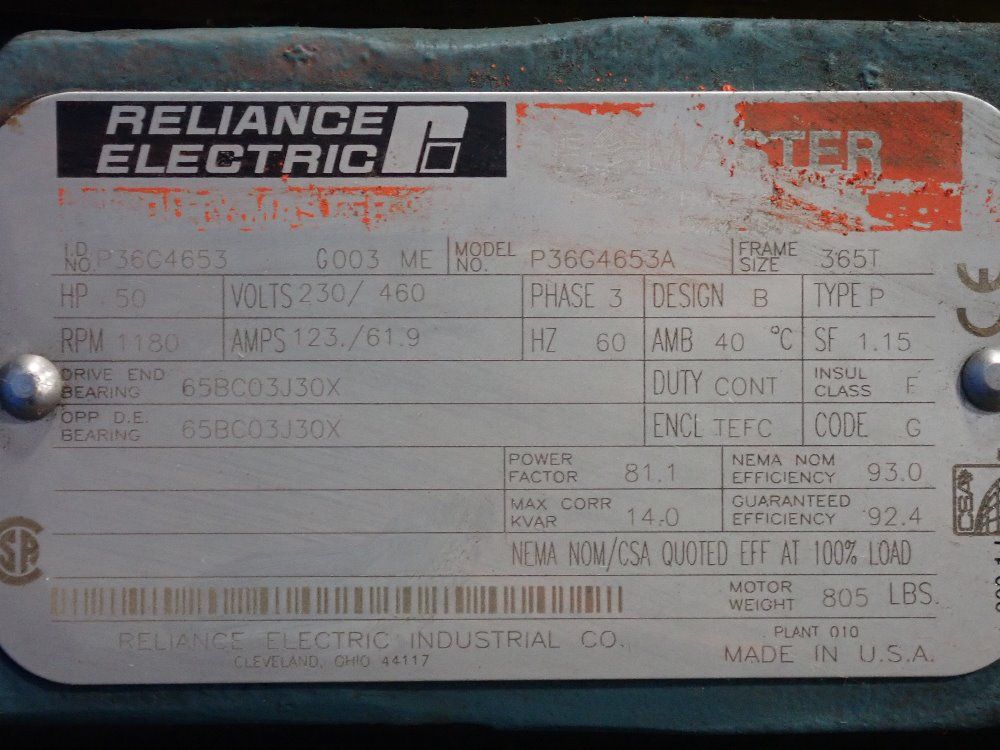 RELIANCE
ELECTRIC
MASTER
I.D. NO. P36G4653 G003 ME MODEL NO. P36G4653A FRAME SIZE 365T
HP 50 VOLTS 230/ 460 PHASE 3 DESIGN B TYPE P
RPM 1180 AMPS 123./61.9 HZ 60 AMB 40 °C SF 1.15
DRIVE END BEARING 65BC03J30X DUTY CONT INSUL CLASS F
OPP D.E. BEARING 65BC03J30X ENCL TEFC CODE G
POWER FACTOR 81.1 NEMA NOM EFFICIENCY 93.0
MAX CORR KVAR 14.0 GUARANTEED EFFICIENCY 92.4
NEMA NOM/CSA QUOTED EFF AT 100% LOAD
MOTOR WEIGHT 805 LBS.
RELIANCE ELECTRIC INDUSTRIAL CO.
CLEVELAND, OHIO 44117
PLANT 010
MADE IN U.S.A.
CE
CSA